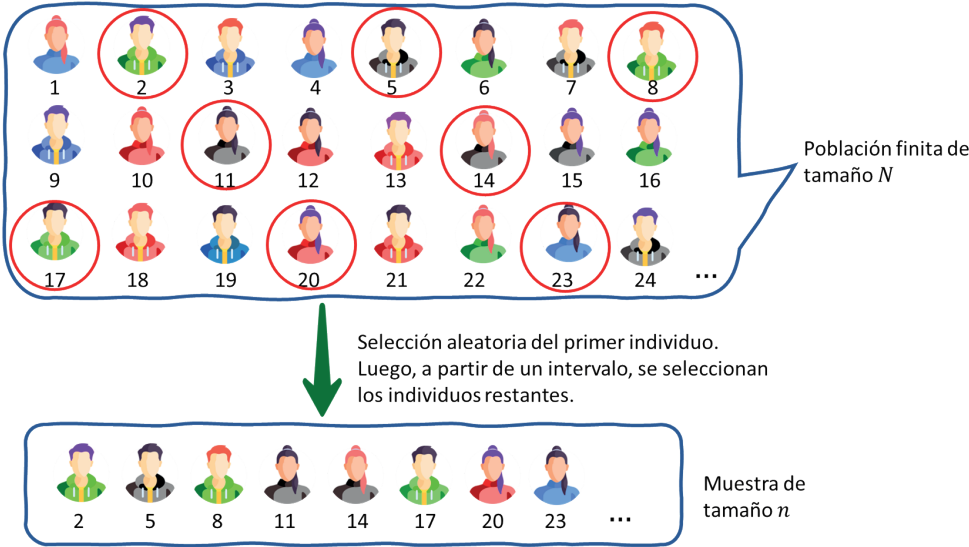 1 2 3 4 5 6 7 8
9 10 11 12 13 14 15 16
17 18 19 20 21 22 23 24 ...
Población finita de
tamaño N
Selección aleatoria del primer individuo.
Luego, a partir de un intervalo, se seleccionan
los individuos restantes.
2 5 8 11 14 17 20 23 ...
Muestra de
tamaño n